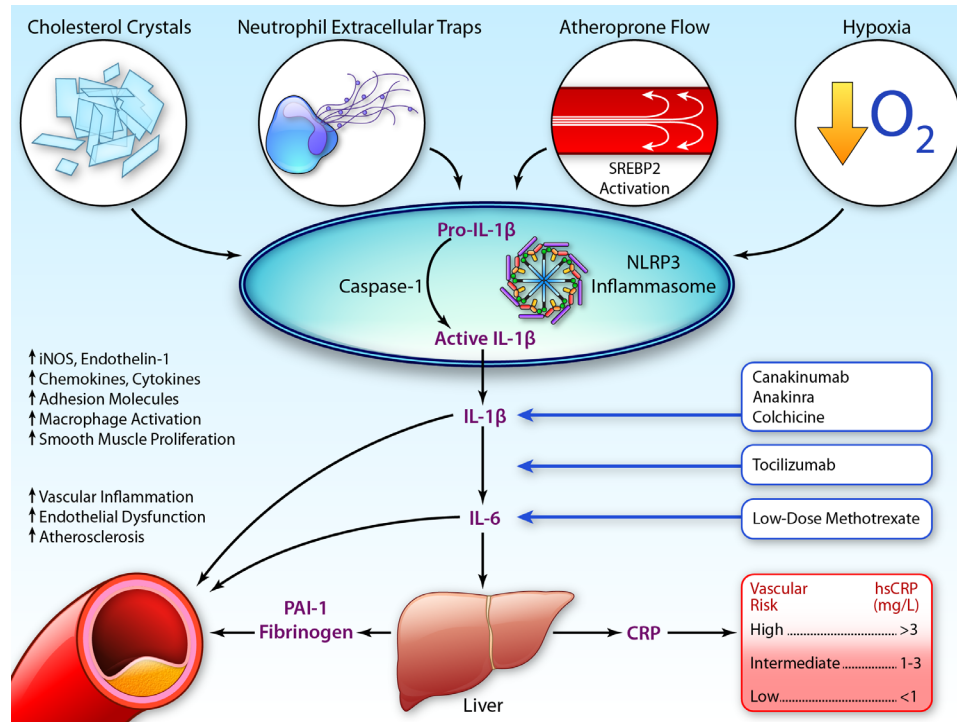 Cholesterol Crystals
Neutrophil Extracellular Traps
Atheroprone Flow
Hypoxia
SREBP2
Activation
O2
Pro-IL-1β
Caspase-1
NLRP3
Inflammasome
Active IL-1β
iNOS, Endothelin-1
Chemokines, Cytokines
Adhesion Molecules
Macrophage Activation
Smooth Muscle Proliferation
IL-1β
Canakinumab
Anakinra
Colchicine
Tocilizumab
Vascular Inflammation
Endothelial Dysfunction
Atherosclerosis
IL-6
Low-Dose Methotrexate
PAI-1
Fibrinogen
Liver
CRP
Vascular Risk hsCRP (mg/L)
High ........................ >3
Intermediate ............... 1-3
Low .......................... <1